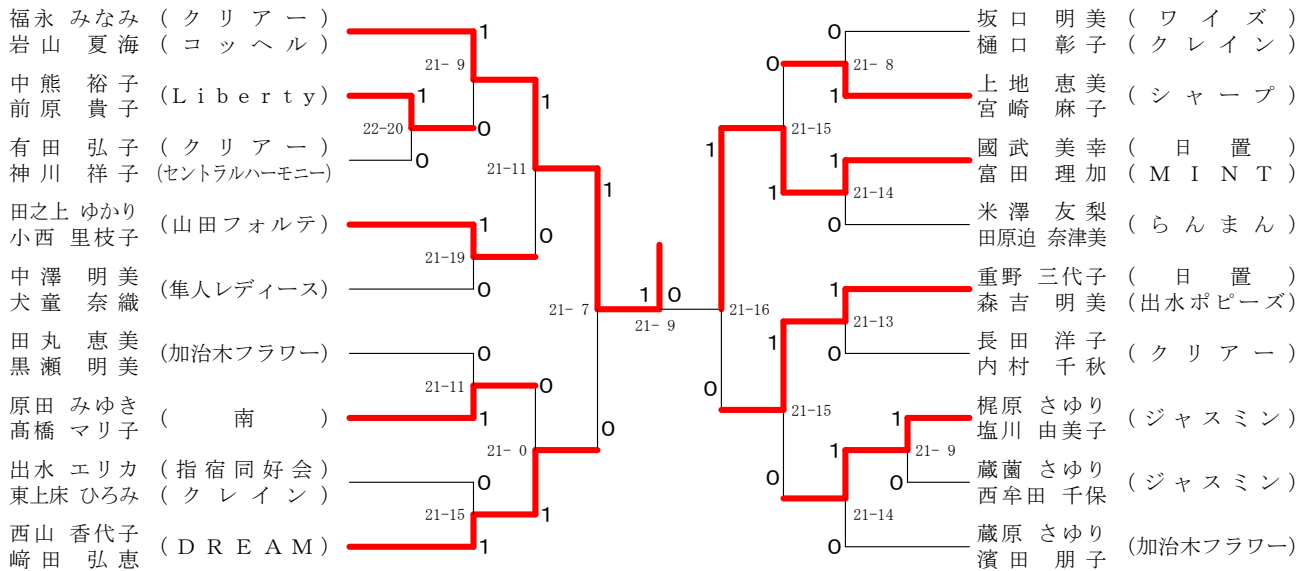 福永 みなみ (クリアー)
岩山 夏海 (コッヘル)
1
21- 9
中熊 裕子
前原 貴子
(Liberty)
1
1
22-20
0
有田 弘子 (クリアー)
神川 祥子 (セントラルハーモニー)
0
21-11
1
田之上 ゆかり
小西 里枝子
(山田フォルテ)
1
0
21-19
中澤 明美
犬童 奈織
(隼人レディース)
0
21- 7
田丸 恵美
黒瀬 明美
(加治木フラワー)
0
21-11
0
原田 みゆき
髙橋 マリ子
(南)
1
0
21- 0
出水 エリカ (指宿同好会)
東上床 ひろみ (クレイン)
0
21-15
1
西山 香代子
﨑田 弘恵
(DREAM)
1
1 0
21- 9
坂口 明美 (ワイズ)
樋口 彰子 (クレイン)
0
0
21- 8
上地 恵美
宮崎 麻子
(シャープ)
1
21-15
1
國武 美幸 (日置)
富田 理加 (MINT)
1
1
21-14
米澤 友梨
田原迫 奈津美
(らんまん)
0
21-16
重野 三代子 (日置)
森吉 明美 (出水ポピーズ)
1
21-13
1
長田 洋子
内村 千秋
(クリアー)
0
0
21-15
梶原 さゆり
塩川 由美子
(ジャスミン)
1
1
21- 9
蔵薗 さゆり
西牟田 千保
(ジャスミン)
0
0
21-14
蔵原 さゆり
濱田 朋子
(加治木フラワー)
0